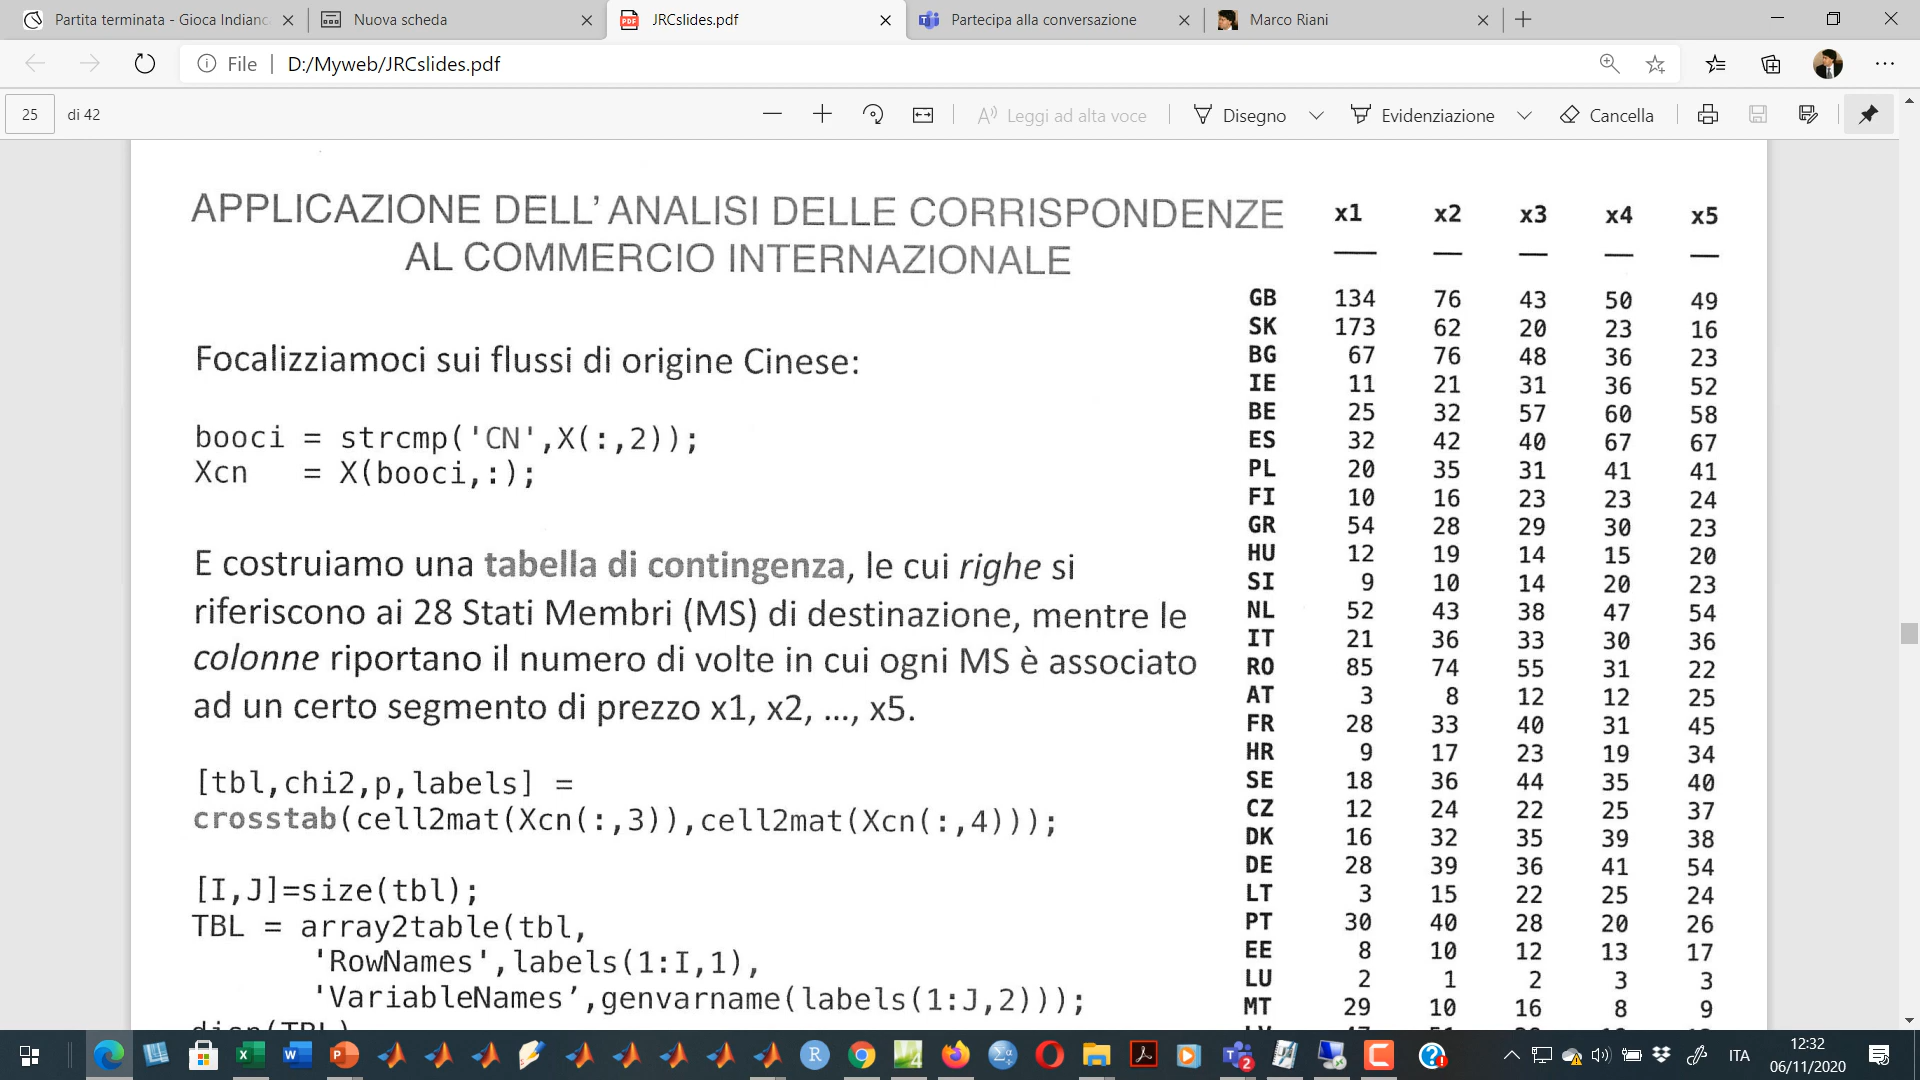 Partita terminata - Gioca Indian
Nuova scheda
JRCslides.pdf
Partecipa alla conversazione
Marco Riani
File
D:/Myweb/JRCslides.pdf
25
di 42
Leggi ad alta voce
Disegno
Evidenziazione
Cancella
APPLICAZIONE DELL' ANALISI DELLE CORRISPONDENZE
AL COMMERCIO INTERNAZIONALE
Focalizziamoci sui flussi di origine Cinese:
booci = strcmp('CN',X(:,2));
Xcn = X(booci,:);
E costruiamo una tabella di contingenza, le cui righe si
riferiscono ai 28 Stati Membri (MS) di destinazione, mentre le
colonne riportano il numero di volte in cui ogni MS è associato
ad un certo segmento di prezzo x1, x2, ..., x5.
[tbl,chi2,p,labels] =
crosstab(cell2mat(Xcn(:,3)),cell2mat(Xcn(:,4)));
[I,J]=size(tbl);
TBL = array2table(tbl,
'RowNames',labels(1:I,1),
'VariableNames’,genvarname(labels(1:J,2)));
disp(TBL)
x1 x2 x3 x4 x5
GB 134 76 43 50 49
SK 173 62 20 23 16
BG 67 76 48 36 23
IE 11 21 31 36 52
BE 25 32 57 60 58
ES 32 42 40 67 67
PL 20 35 31 41 41
FI 10 16 23 23 24
GR 54 28 29 30 23
HU 12 19 14 15 20
SI 9 10 14 20 23
NL 52 43 38 47 54
IT 21 36 33 30 36
RO 85 74 55 31 22
AT 3 8 12 12 25
FR 28 33 40 31 45
HR 9 17 23 19 34
SE 18 36 44 35 40
CZ 12 24 22 25 37
DK 16 32 35 39 38
DE 28 39 36 41 54
LT 3 15 22 25 24
PT 30 40 28 20 26
EE 8 10 12 13 17
LU 2 1 2 3 3
MT 29 10 16 8 9
ITA
12:32
06/11/2020